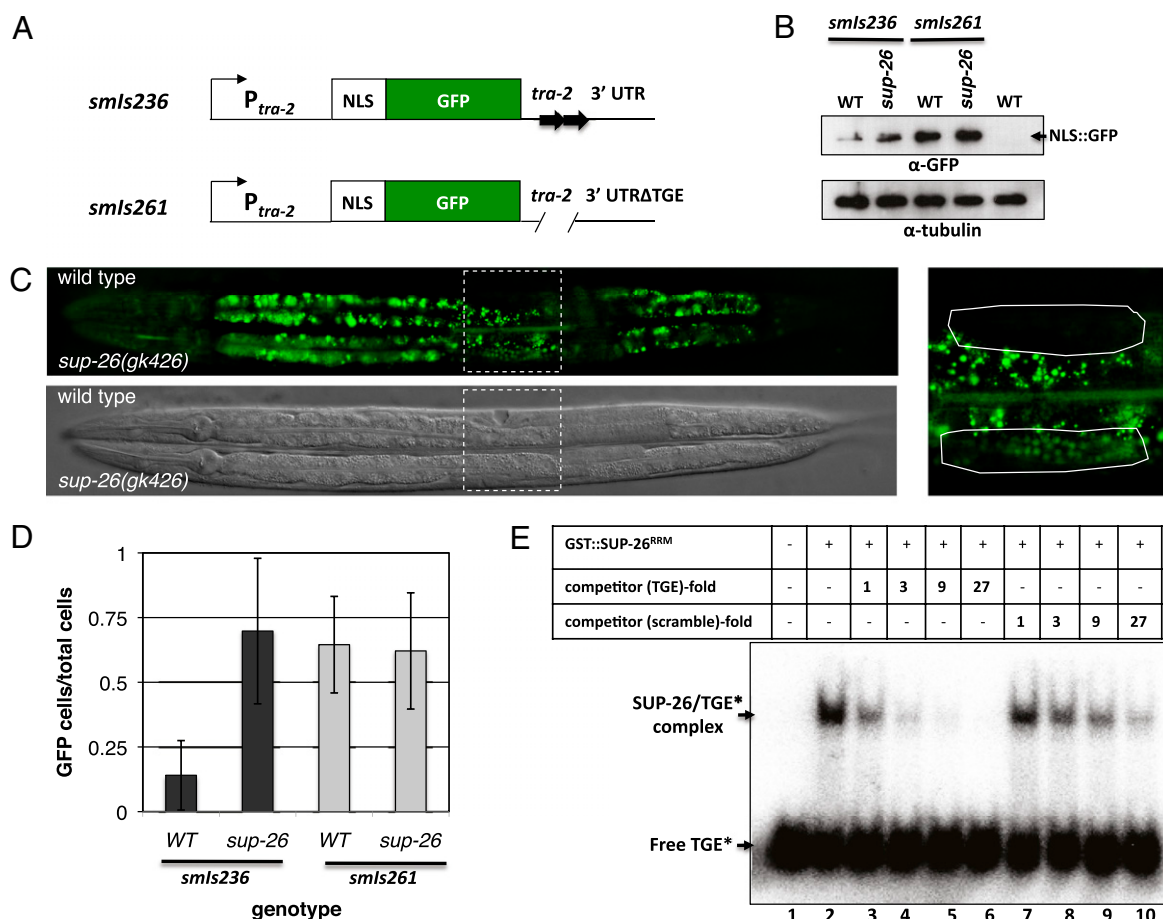 A
smIs236
P tra-2
NLS
GFP
tra-2
3’ UTR
smIs261
P tra-2
NLS
GFP
tra-2
3’ UTRΔTGE
B
smIs236 smIs261
WT sup-26 WT sup-26 WT
NLS::GFP
α-GFP
α-tubulin
C
wild type
sup-26(gk426)
wild type
sup-26(gk426)
D
GFP cells/total cells
1
0.75
0.5
0.25
0
WT sup-26 WT sup-26
smIs236 smIs261
genotype
E
GST::SUP-26RRM - + + + + + + + + +
competitor (TGE)-fold - - 1 3 9 27 - - - -
competitor (scramble)-fold - - - - - - 1 3 9 27
SUP-26/TGE*
complex
Free TGE*
1 2 3 4 5 6 7 8 9 10